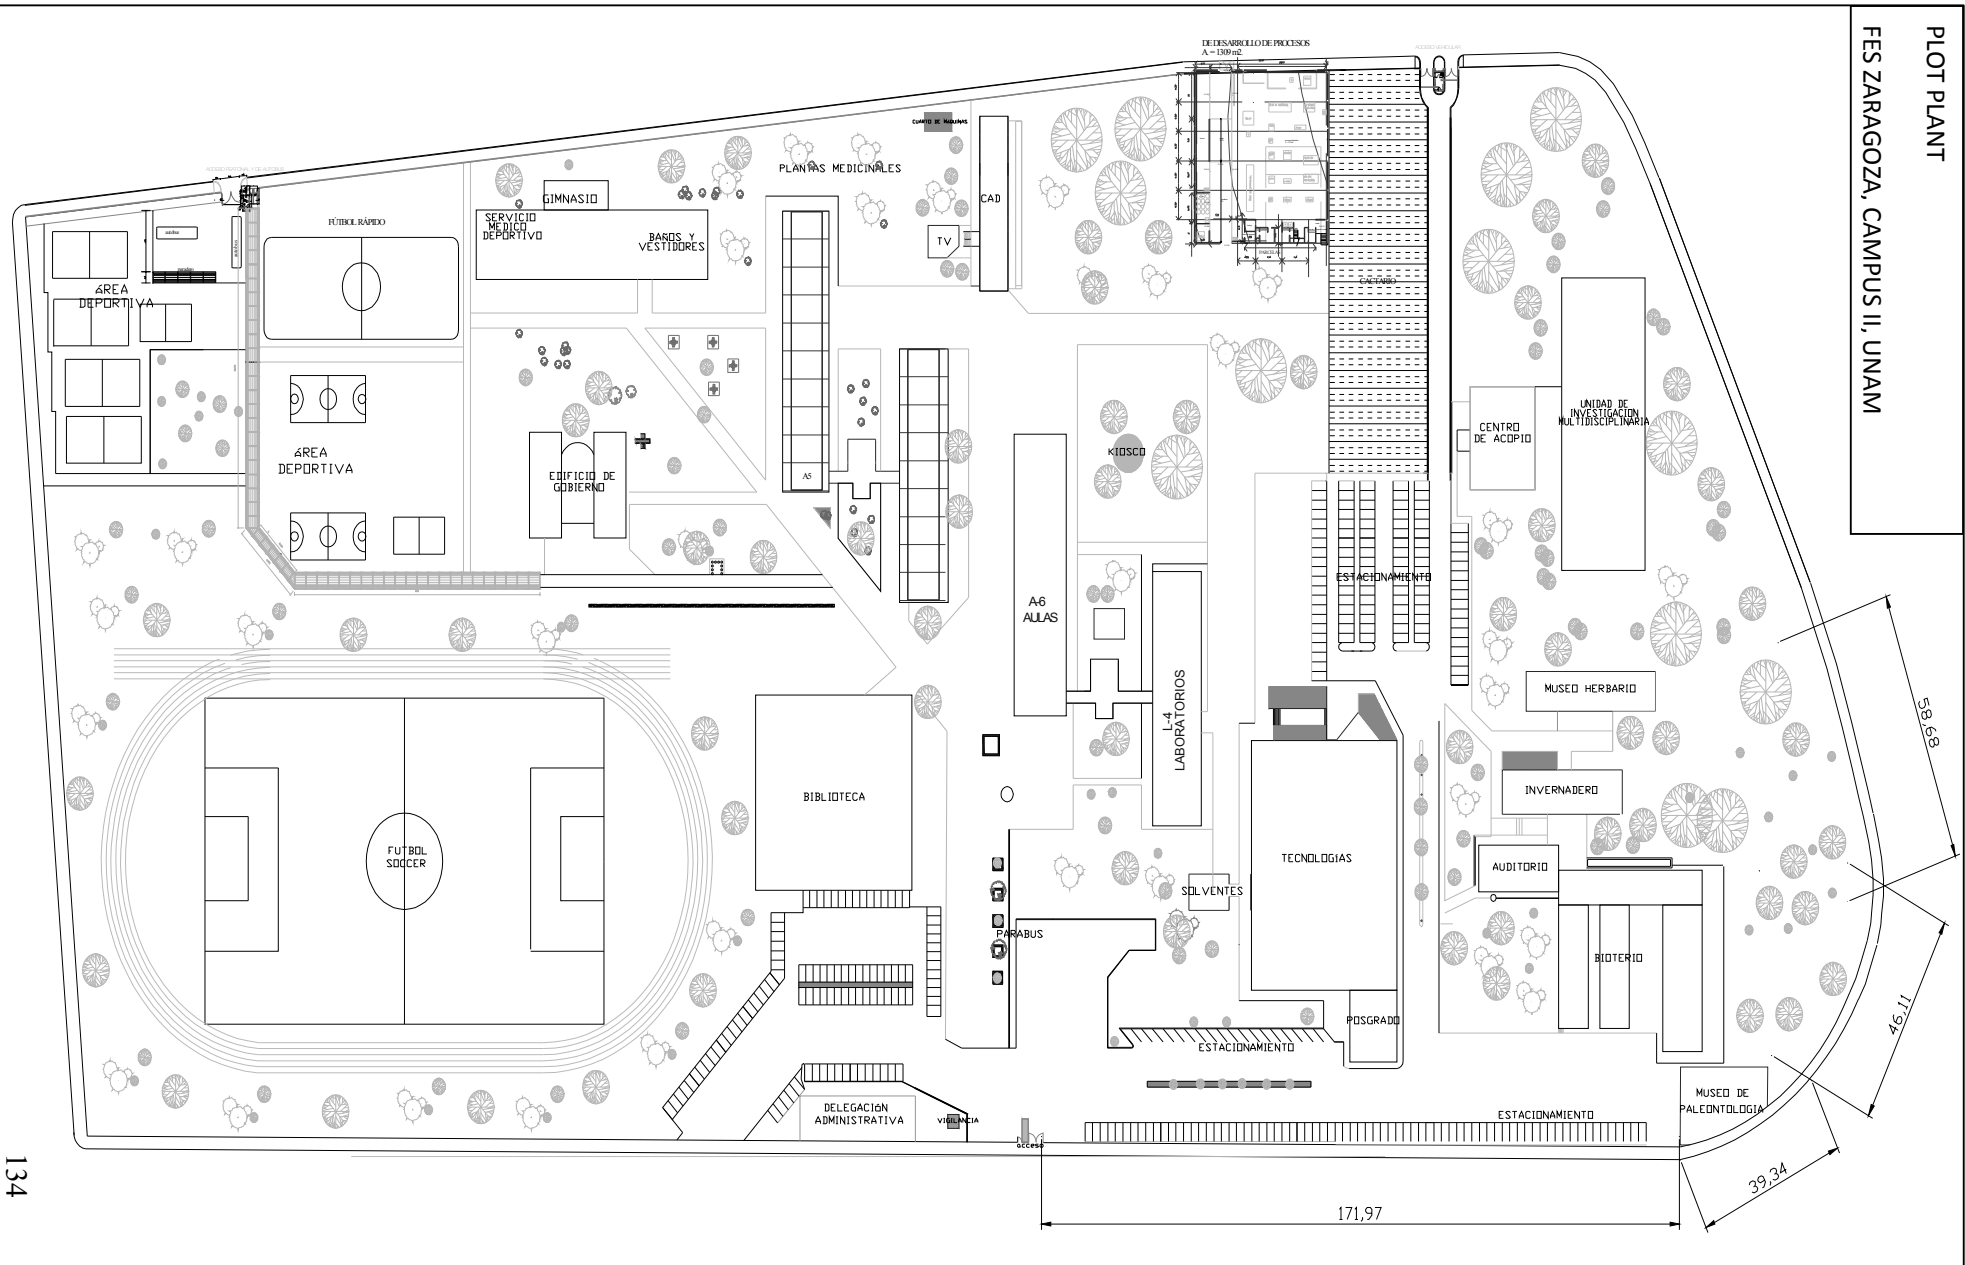 PLOT PLANT
FES ZARAGOZA, CAMPUS II, UNAM
DE DESARROLLO DE PROCESOS
A = 1309 m2.
ACCESO VEHICULAR
CUARTO DE MAQUINAS
PLANTAS MEDICINALES
CAD
TV
GIMNASIO
SERVICIO
MEDICO
DEPORTIVO
BAÑOS Y
VESTIDORES
FÚTBOL RÁPIDO
ÁREA
DEPORTIVA
CACTARIO
UNIDAD DE
INVESTIGACION
MULTIDISCIPLINARIA
CENTRO
DE ACOPIO
KIOSCO
ÁREA
DEPORTIVA
EDIFICIO DE
GOBIERNO
A5
ESTACIONAMIENTO
A-6
AULAS
L-4
LABORATORIOS
MUSEO HERBARIO
58,68
INVERNADERO
BIBLIOTECA
FUTBOL
SOCCER
TECNOLOGIAS
AUDITORIO
SOLVENTES
PARABUS
BIOTERIO
46,11
POSGRADO
ESTACIONAMIENTO
MUSEO DE
PALEONTOLOGIA
DELEGACIÓN
ADMINISTRATIVA
VIGILANCIA
ESTACIONAMIENTO
acceso
39,34
171,97
134